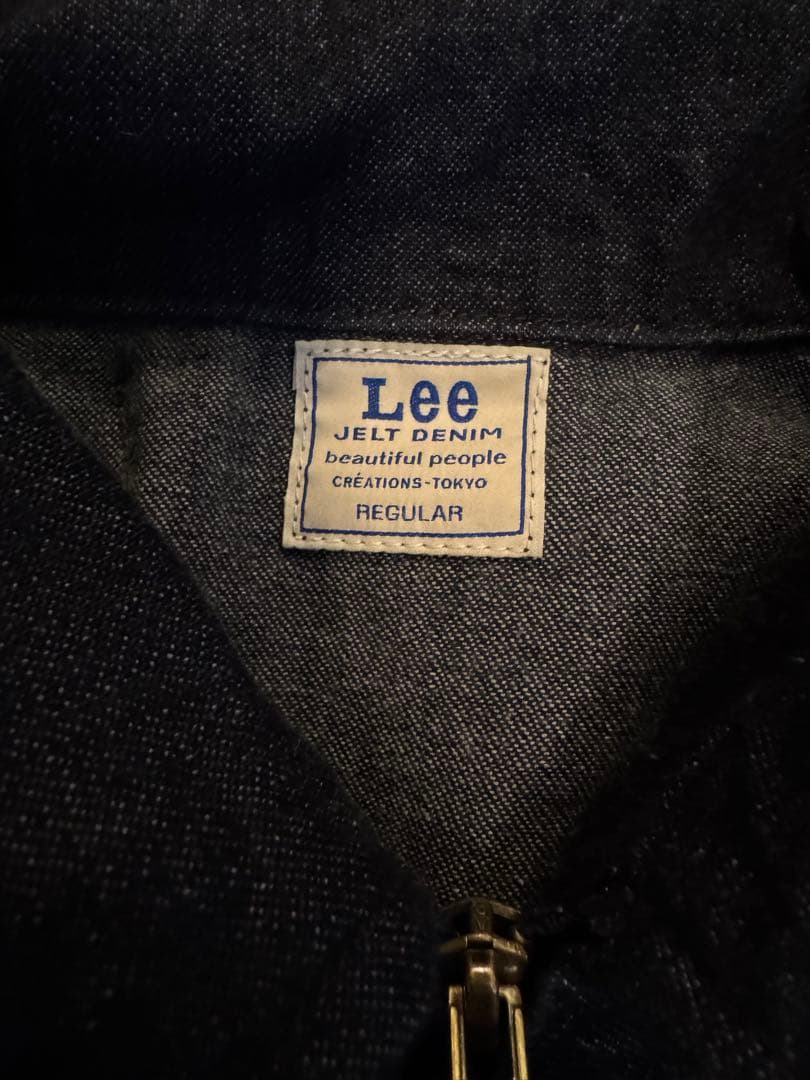 Lee
JELT DENIM
beautiful people
CRÉATIONS-TOKYO
REGULAR